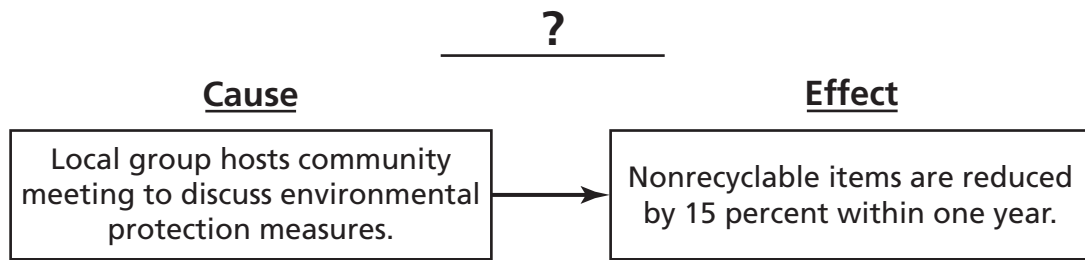 ?
Cause
Effect
Local group hosts community
meeting to discuss environmental
protection measures.
Nonrecyclable items are reduced
by 15 percent within one year.